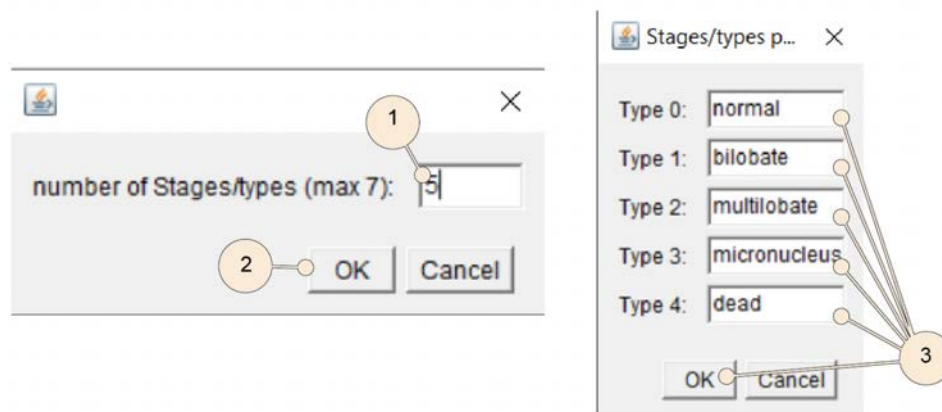 1
number of Stages/types (max 7): 5
2
OK Cancel
Stages/types p...
Type 0: normal
Type 1: bilobate
Type 2: multilobate
Type 3: micronucleus
Type 4: dead
3
OK Cancel